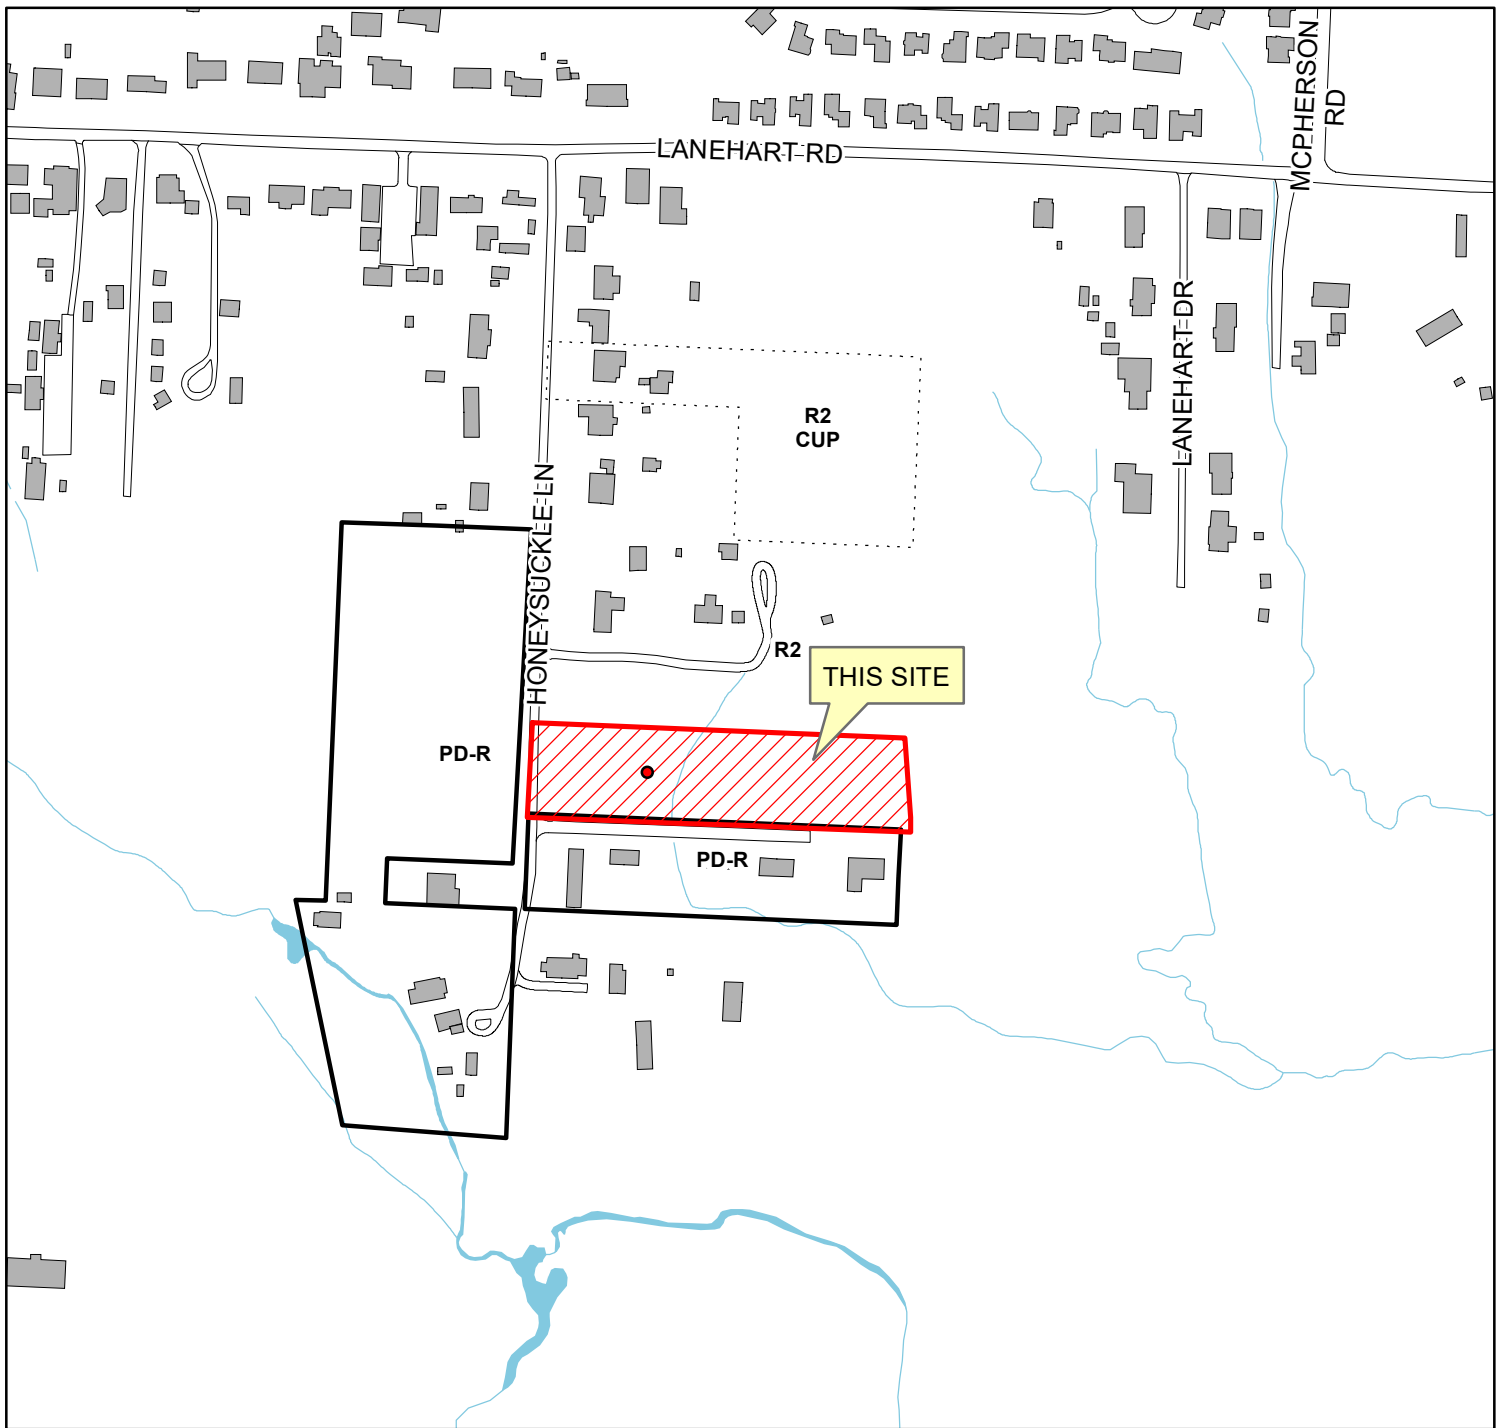 MCPHERSON
RD
LANEHART RD
LANEHART DR
R2
CUP
HONEYSUCKLE LN
R2
THIS SITE
PD-R
PD-R